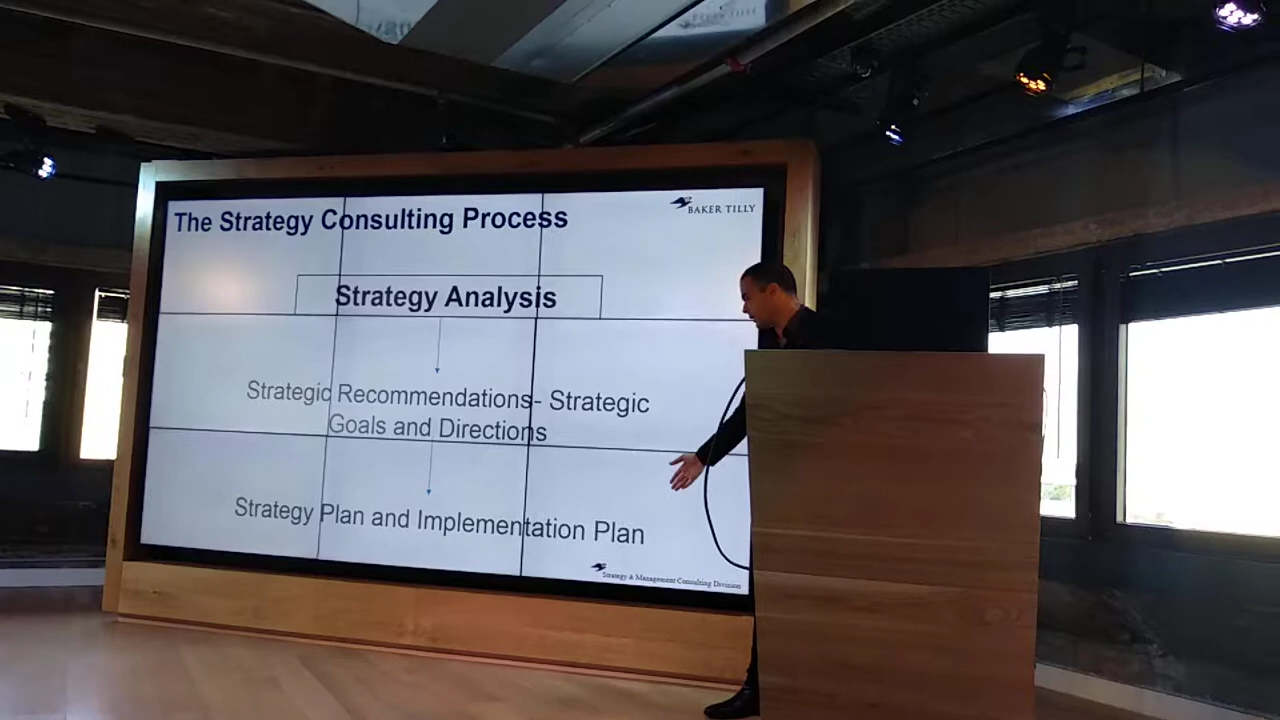 The Strategy Consulting Process
BAKER TILLY
Strategy Analysis
Strategic Recommendations- Strategic
Goals and Directions
Strategy Plan and Implementation Plan
Strategy & Management Consulting Division